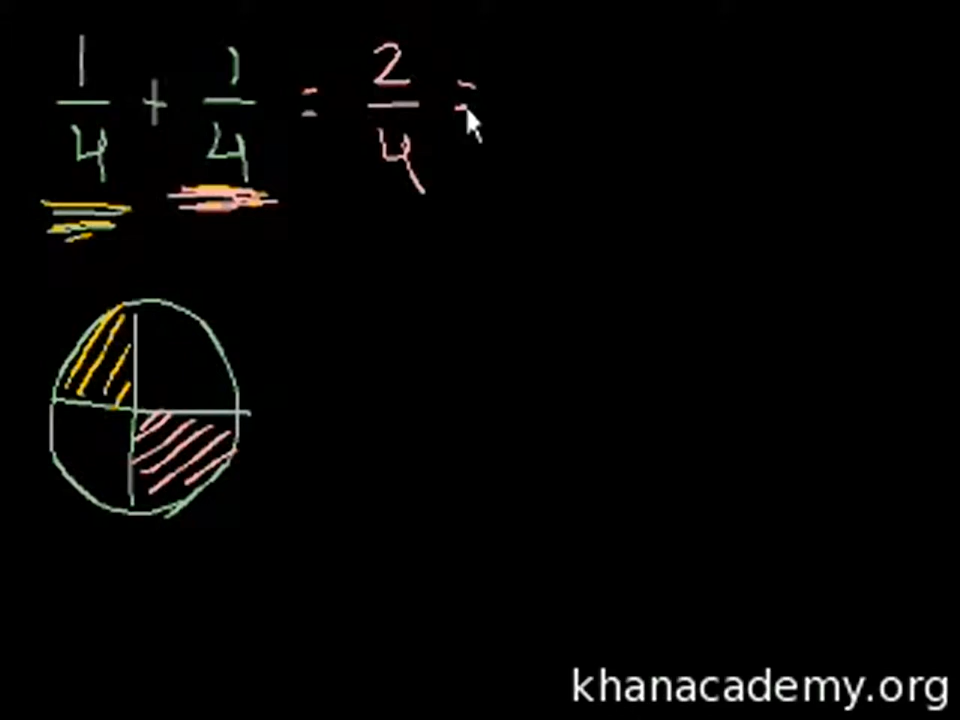 1/4 + 1/4 = 2/4 =
khanacademy.org